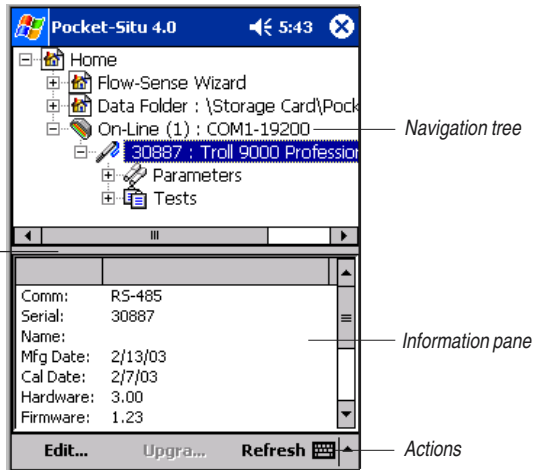 Pocket-Situ 4.0 5:43
Home
Flow-Sense Wizard
Data Folder : \Storage Card\Pock
On-Line (1) : COM1-19200
Navigation tree
30887 : Troll 9000 Profession
Parameters
Tests
Comm: RS-485
Serial: 30887
Name:
Information pane
Mfg Date: 2/13/03
Cal Date: 2/7/03
Hardware: 3.00
Firmware: 1.23
Edit... Upgra... Refresh
Actions